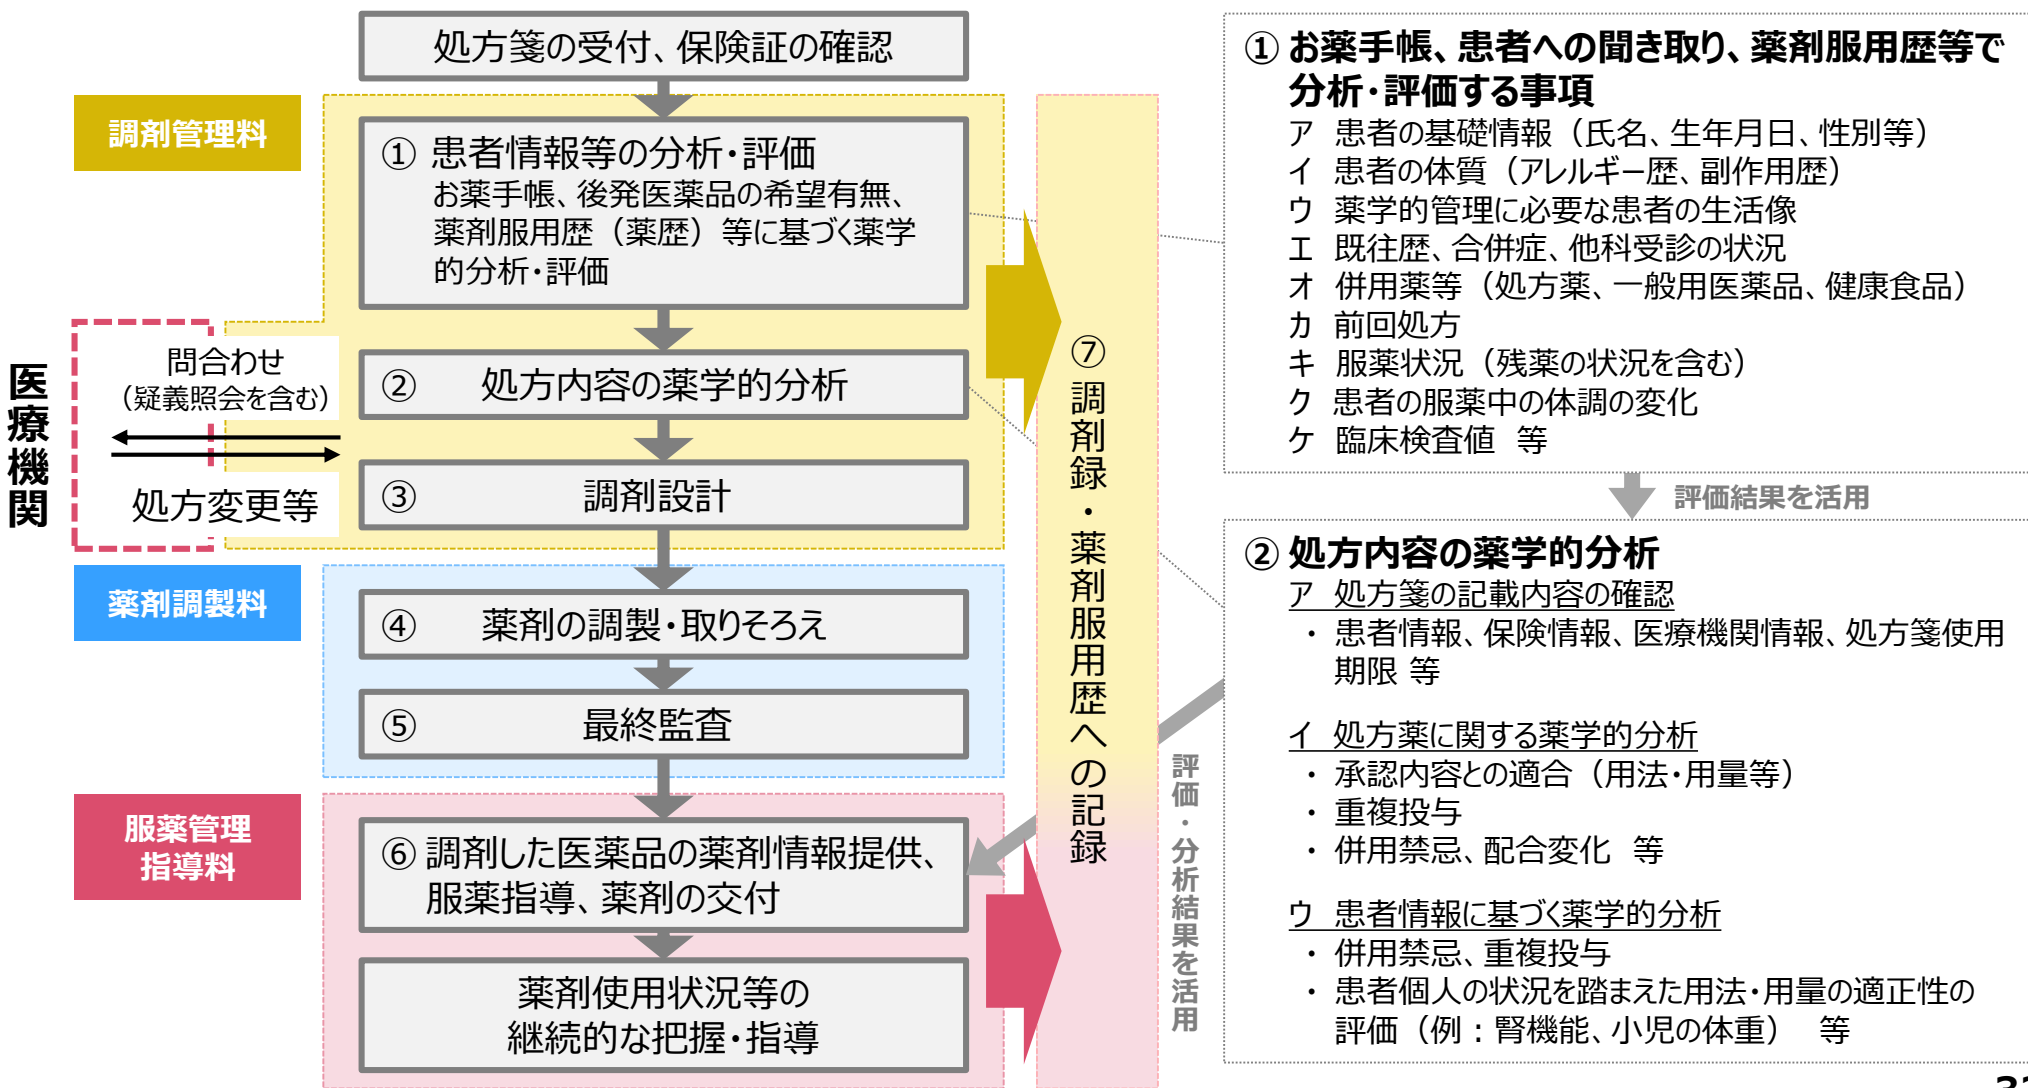 処方箋の受付、保険証の確認
調剤管理料
① 患者情報等の分析・評価
お薬手帳、後発医薬品の希望有無、
薬剤服用歴（薬歴）等に基づく薬学
的分析・評価
② 処方内容の薬学的分析
③ 調剤設計
医療機関
問合わせ
（疑義照会を含む）
処方変更等
薬剤調製料
④ 薬剤の調製・取りそろえ
⑤ 最終監査
服薬管理
指導料
⑥ 調剤した医薬品の薬剤情報提供、
服薬指導、薬剤の交付
薬剤使用状況等の
継続的な把握・指導
⑦ 調剤録・薬剤服用歴への記録
① お薬手帳、患者への聞き取り、薬剤服用歴等で
分析・評価する事項
ア 患者の基礎情報（氏名、生年月日、性別等）
イ 患者の体質（アレルギー歴、副作用歴）
ウ 薬学的管理に必要な患者の生活像
エ 既往歴、合併症、他科受診の状況
オ 併用薬等（処方薬、一般用医薬品、健康食品）
カ 前回処方
キ 服薬状況（残薬の状況を含む）
ク 患者の服薬中の体調の変化
ケ 臨床検査値 等
評価結果を活用
② 処方内容の薬学的分析
ア 処方箋の記載内容の確認
・ 患者情報、保険情報、医療機関情報、処方箋使用
期限 等
イ 処方薬に関する薬学的分析
・ 承認内容との適合（用法・用量等）
・ 重複投与
・ 併用禁忌、配合変化 等
ウ 患者情報に基づく薬学的分析
・ 併用禁忌、重複投与
・ 患者個人の状況を踏まえた用法・用量の適正性の
評価（例：腎機能、小児の体重） 等
評価・分析結果を活用